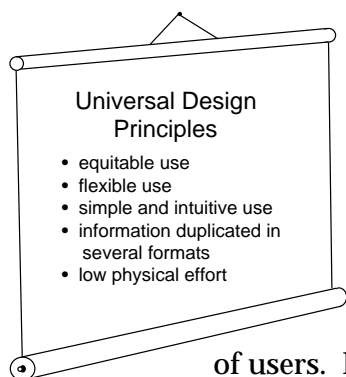 Universal Design
Principles
• equitable use
• flexible use
• simple and intuitive use
• information duplicated in
several formats
• low physical effort
of users.